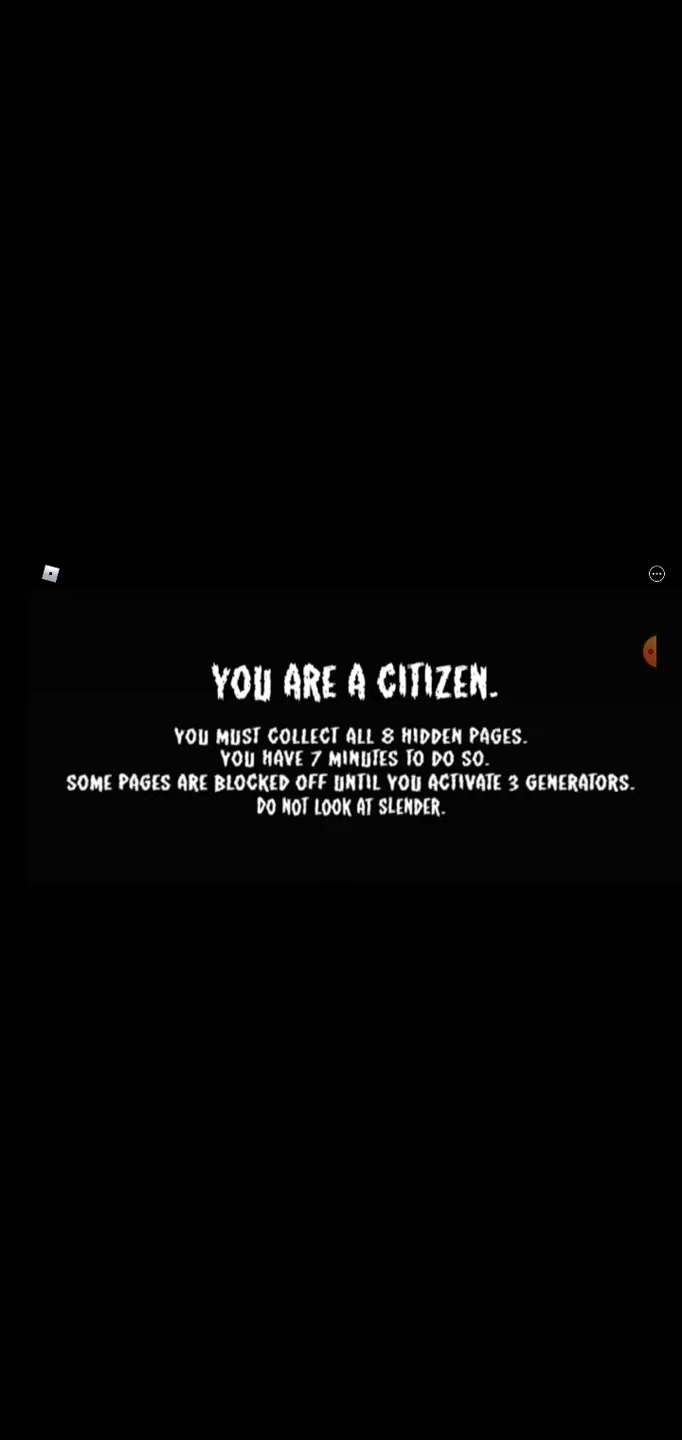 YOU ARE A CITIZEN.
YOU MUST COLLECT ALL 8 HIDDEN PAGES.
YOU HAVE 7 MINUTES TO DO SO.
SOME PAGES ARE BLOCKED OFF UNTIL YOU ACTIVATE 3 GENERATORS.
DO NOT LOOK AT SLENDER.